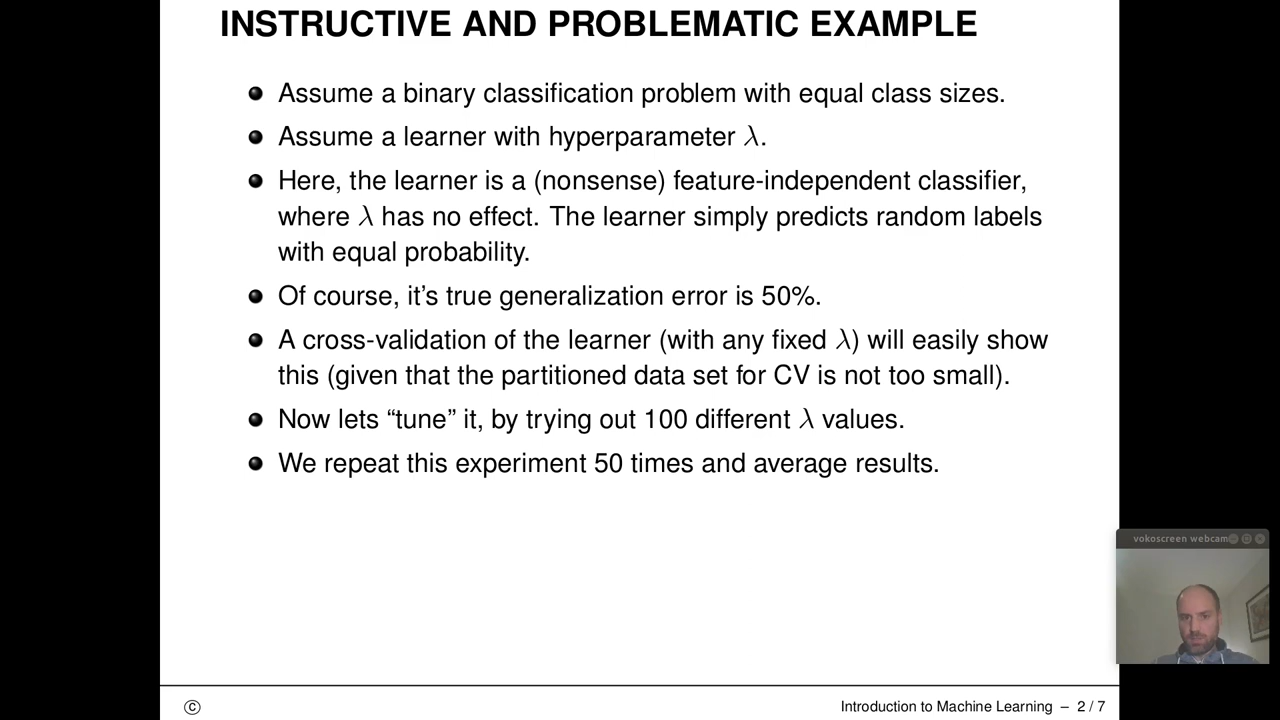 INSTRUCTIVE AND PROBLEMATIC EXAMPLE
Assume a binary classification problem with equal class sizes.
Assume a learner with hyperparameter λ.
Here, the learner is a (nonsense) feature-independent classifier,
where λ has no effect. The learner simply predicts random labels
with equal probability.
Of course, it's true generalization error is 50%.
A cross-validation of the learner (with any fixed λ) will easily show
this (given that the partitioned data set for CV is not too small).
Now lets “tune” it, by trying out 100 different λ values.
We repeat this experiment 50 times and average results.
vokoscreen webcam
© Introduction to Machine Learning – 2 / 7